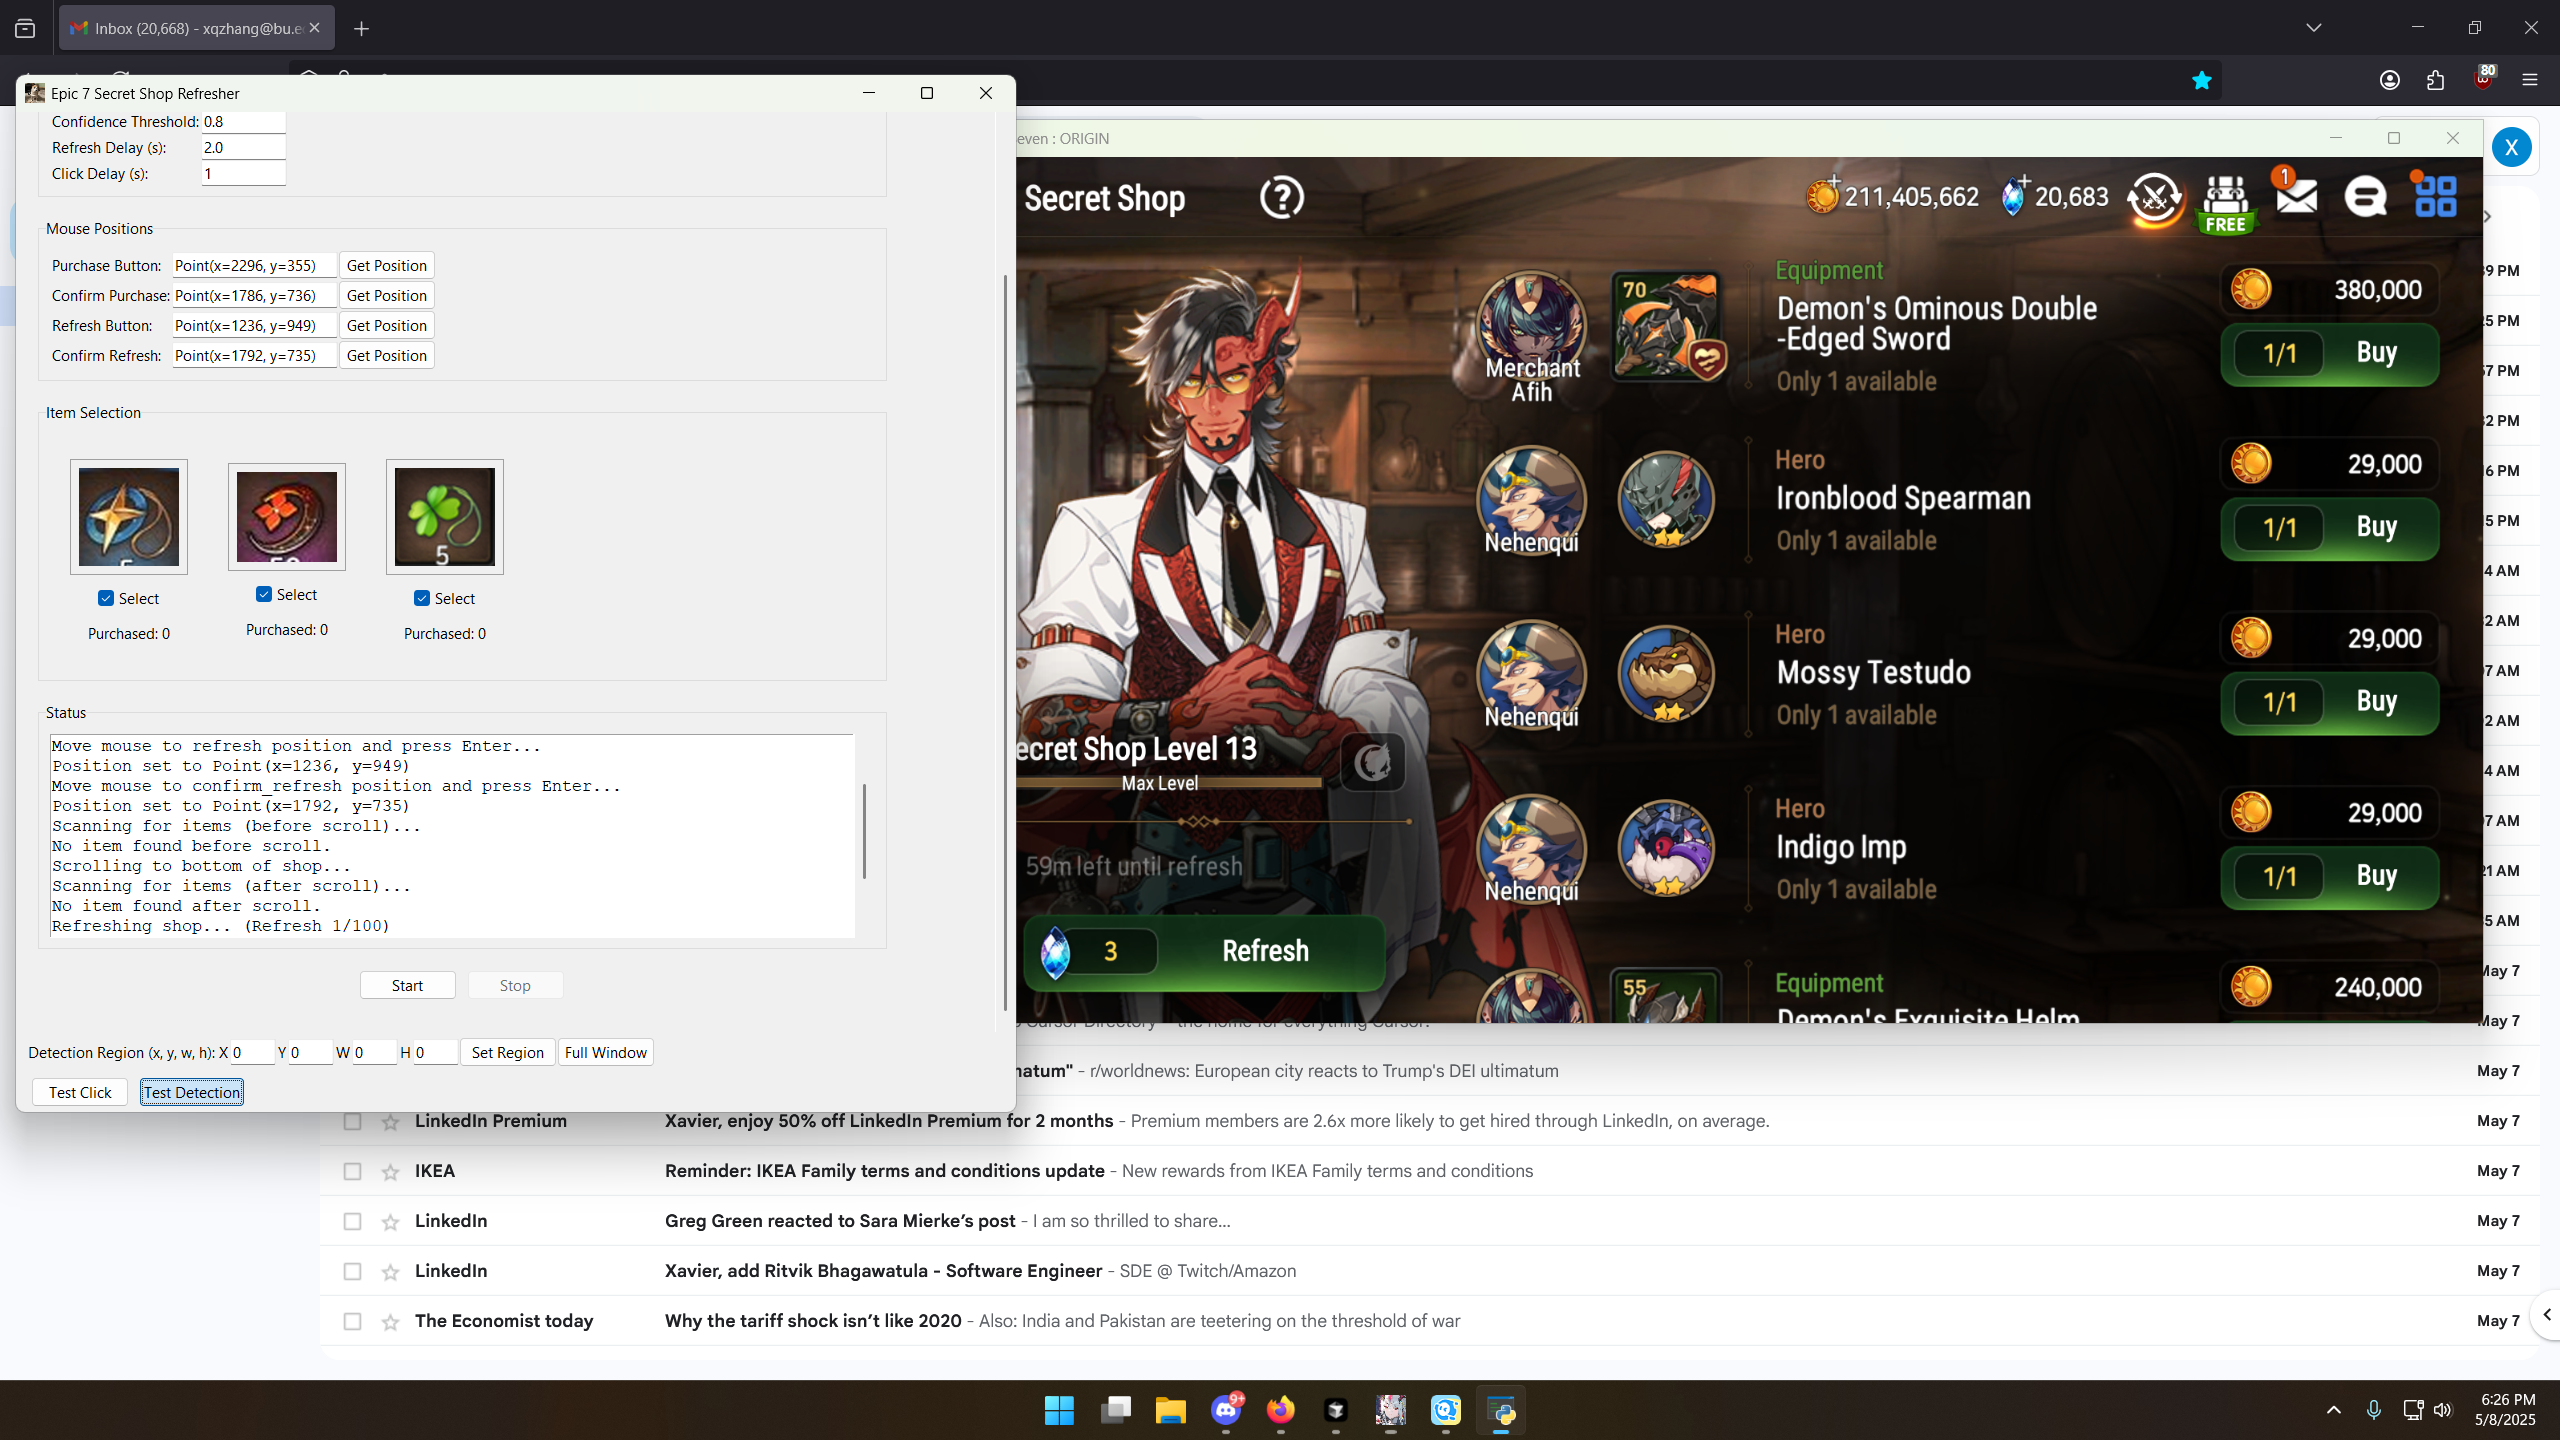 Inbox (20,668) - xqzhang@bu.e
80
Epic 7 Secret Shop Refresher
Confidence Threshold: 0.8
Refresh Delay (s): 2.0
Click Delay (s): 1
Mouse Positions
Purchase Button: Point(x=2296, y=355) Get Position
Confirm Purchase: Point(x=1786, y=736) Get Position
Refresh Button: Point(x=1236, y=949) Get Position
Confirm Refresh: Point(x=1792, y=735) Get Position
Item Selection
5
Select
Select
Select
Purchased: 0
Purchased: 0
Purchased: 0
Status
Move mouse to refresh position and press Enter...
Position set to Point(x=1236, y=949)
Move mouse to confirm_refresh position and press Enter...
Position set to Point(x=1792, y=735)
Scanning for items (before scroll)...
No item found before scroll.
Scrolling to bottom of shop...
Scanning for items (after scroll)...
No item found after scroll.
Refreshing shop... (Refresh 1/100)
Start Stop
Detection Region (x, y, w, h): X 0 Y 0 W 0 H 0 Set Region Full Window
Test Click Test Detection
even : ORIGIN
X
Secret Shop ?
211,405,662 20,683
FREE
1
Equipment
70
Demon's Ominous Double
-Edged Sword
Only 1 available
Merchant
Afih
380,000
1/1 Buy
Hero
Ironblood Spearman
Only 1 available
Nehenqui
29,000
1/1 Buy
Hero
Mossy Testudo
Only 1 available
Nehenqui
29,000
1/1 Buy
Hero
Indigo Imp
Only 1 available
Nehenqui
29,000
1/1 Buy
Equipment
55
Demon's Exquisite Helm
240,000
ecret Shop Level 13
Max Level
59m left until refresh
3 Refresh
39 PM
25 PM
57 PM
32 PM
6 PM
5 PM
4 AM
32 AM
07 AM
2 AM
4 AM
07 AM
21 AM
35 AM
May 7
Cursor Directory - the home for everything Cursor!
May 7
natum" - r/worldnews: European city reacts to Trump's DEI ultimatum May 7
LinkedIn Premium Xavier, enjoy 50% off LinkedIn Premium for 2 months - Premium members are 2.6x more likely to get hired through LinkedIn, on average. May 7
IKEA Reminder: IKEA Family terms and conditions update - New rewards from IKEA Family terms and conditions May 7
LinkedIn Greg Green reacted to Sara Mierke’s post - I am so thrilled to share... May 7
LinkedIn Xavier, add Ritvik Bhagawatula - Software Engineer - SDE @ Twitch/Amazon May 7
The Economist today Why the tariff shock isn’t like 2020 - Also: India and Pakistan are teetering on the threshold of war May 7
9+
6:26 PM
5/8/2025